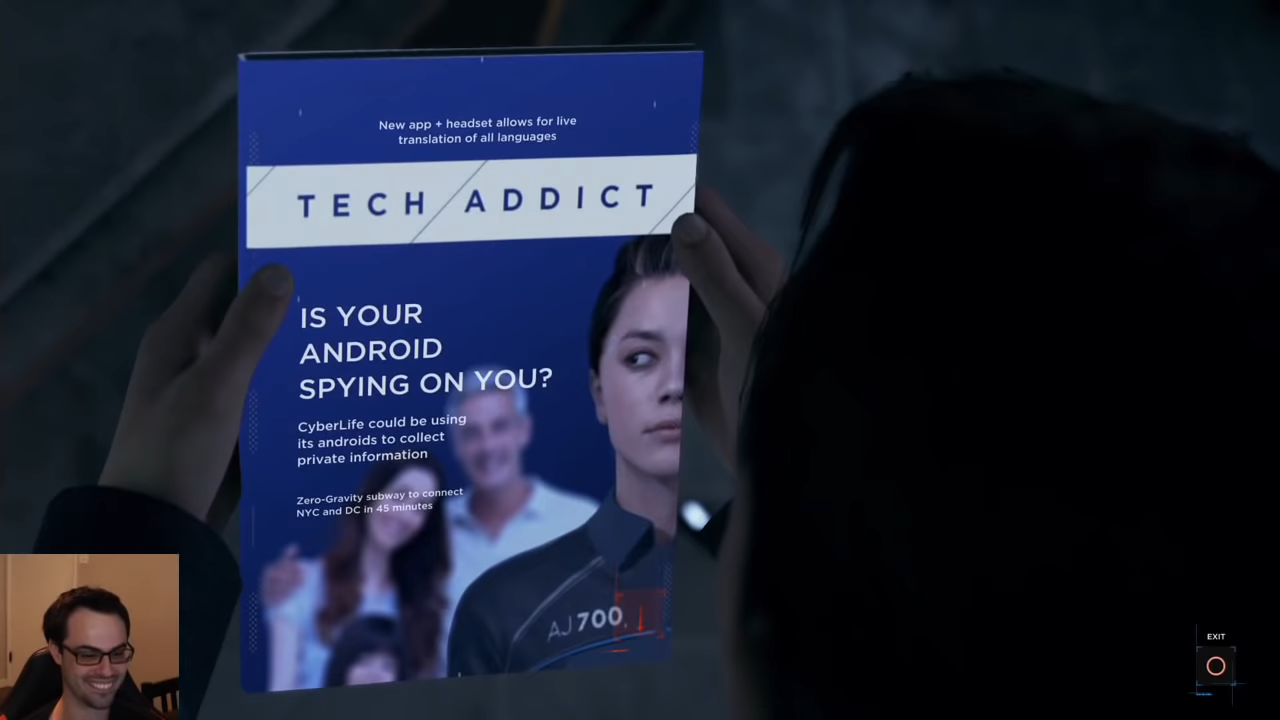 New app + headset allows for live
translation of all languages
TECH ADDICT
IS YOUR
ANDROID
SPYING ON YOU?
CyberLife could be using
its androids to collect
private information
Zero-Gravity subway to connect
NYC and DC in 45 minutes
AJ 700
EXIT